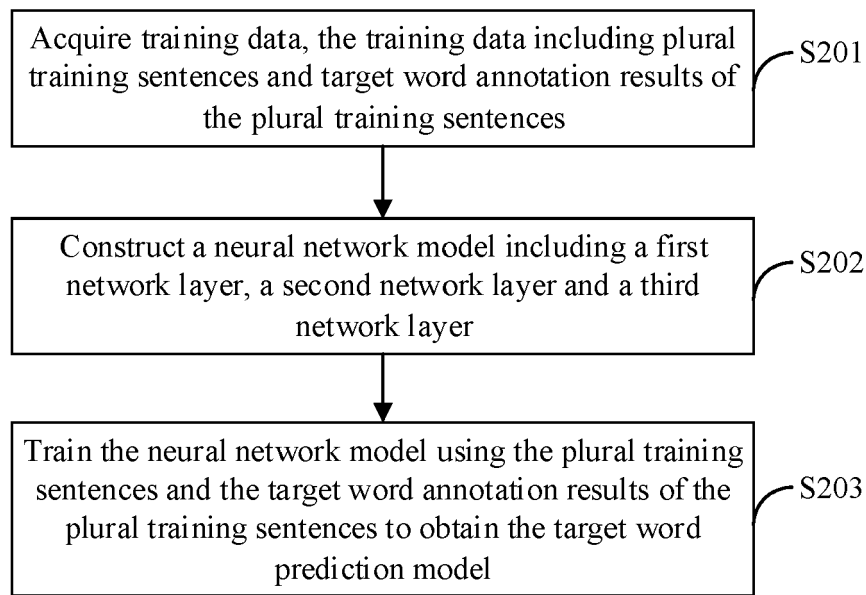 Acquire training data, the training data including plural
training sentences and target word annotation results of
the plural training sentences
S201
Construct a neural network model including a first
network layer, a second network layer and a third
network layer
S202
Train the neural network model using the plural training
sentences and the target word annotation results of the
plural training sentences to obtain the target word
prediction model
S203